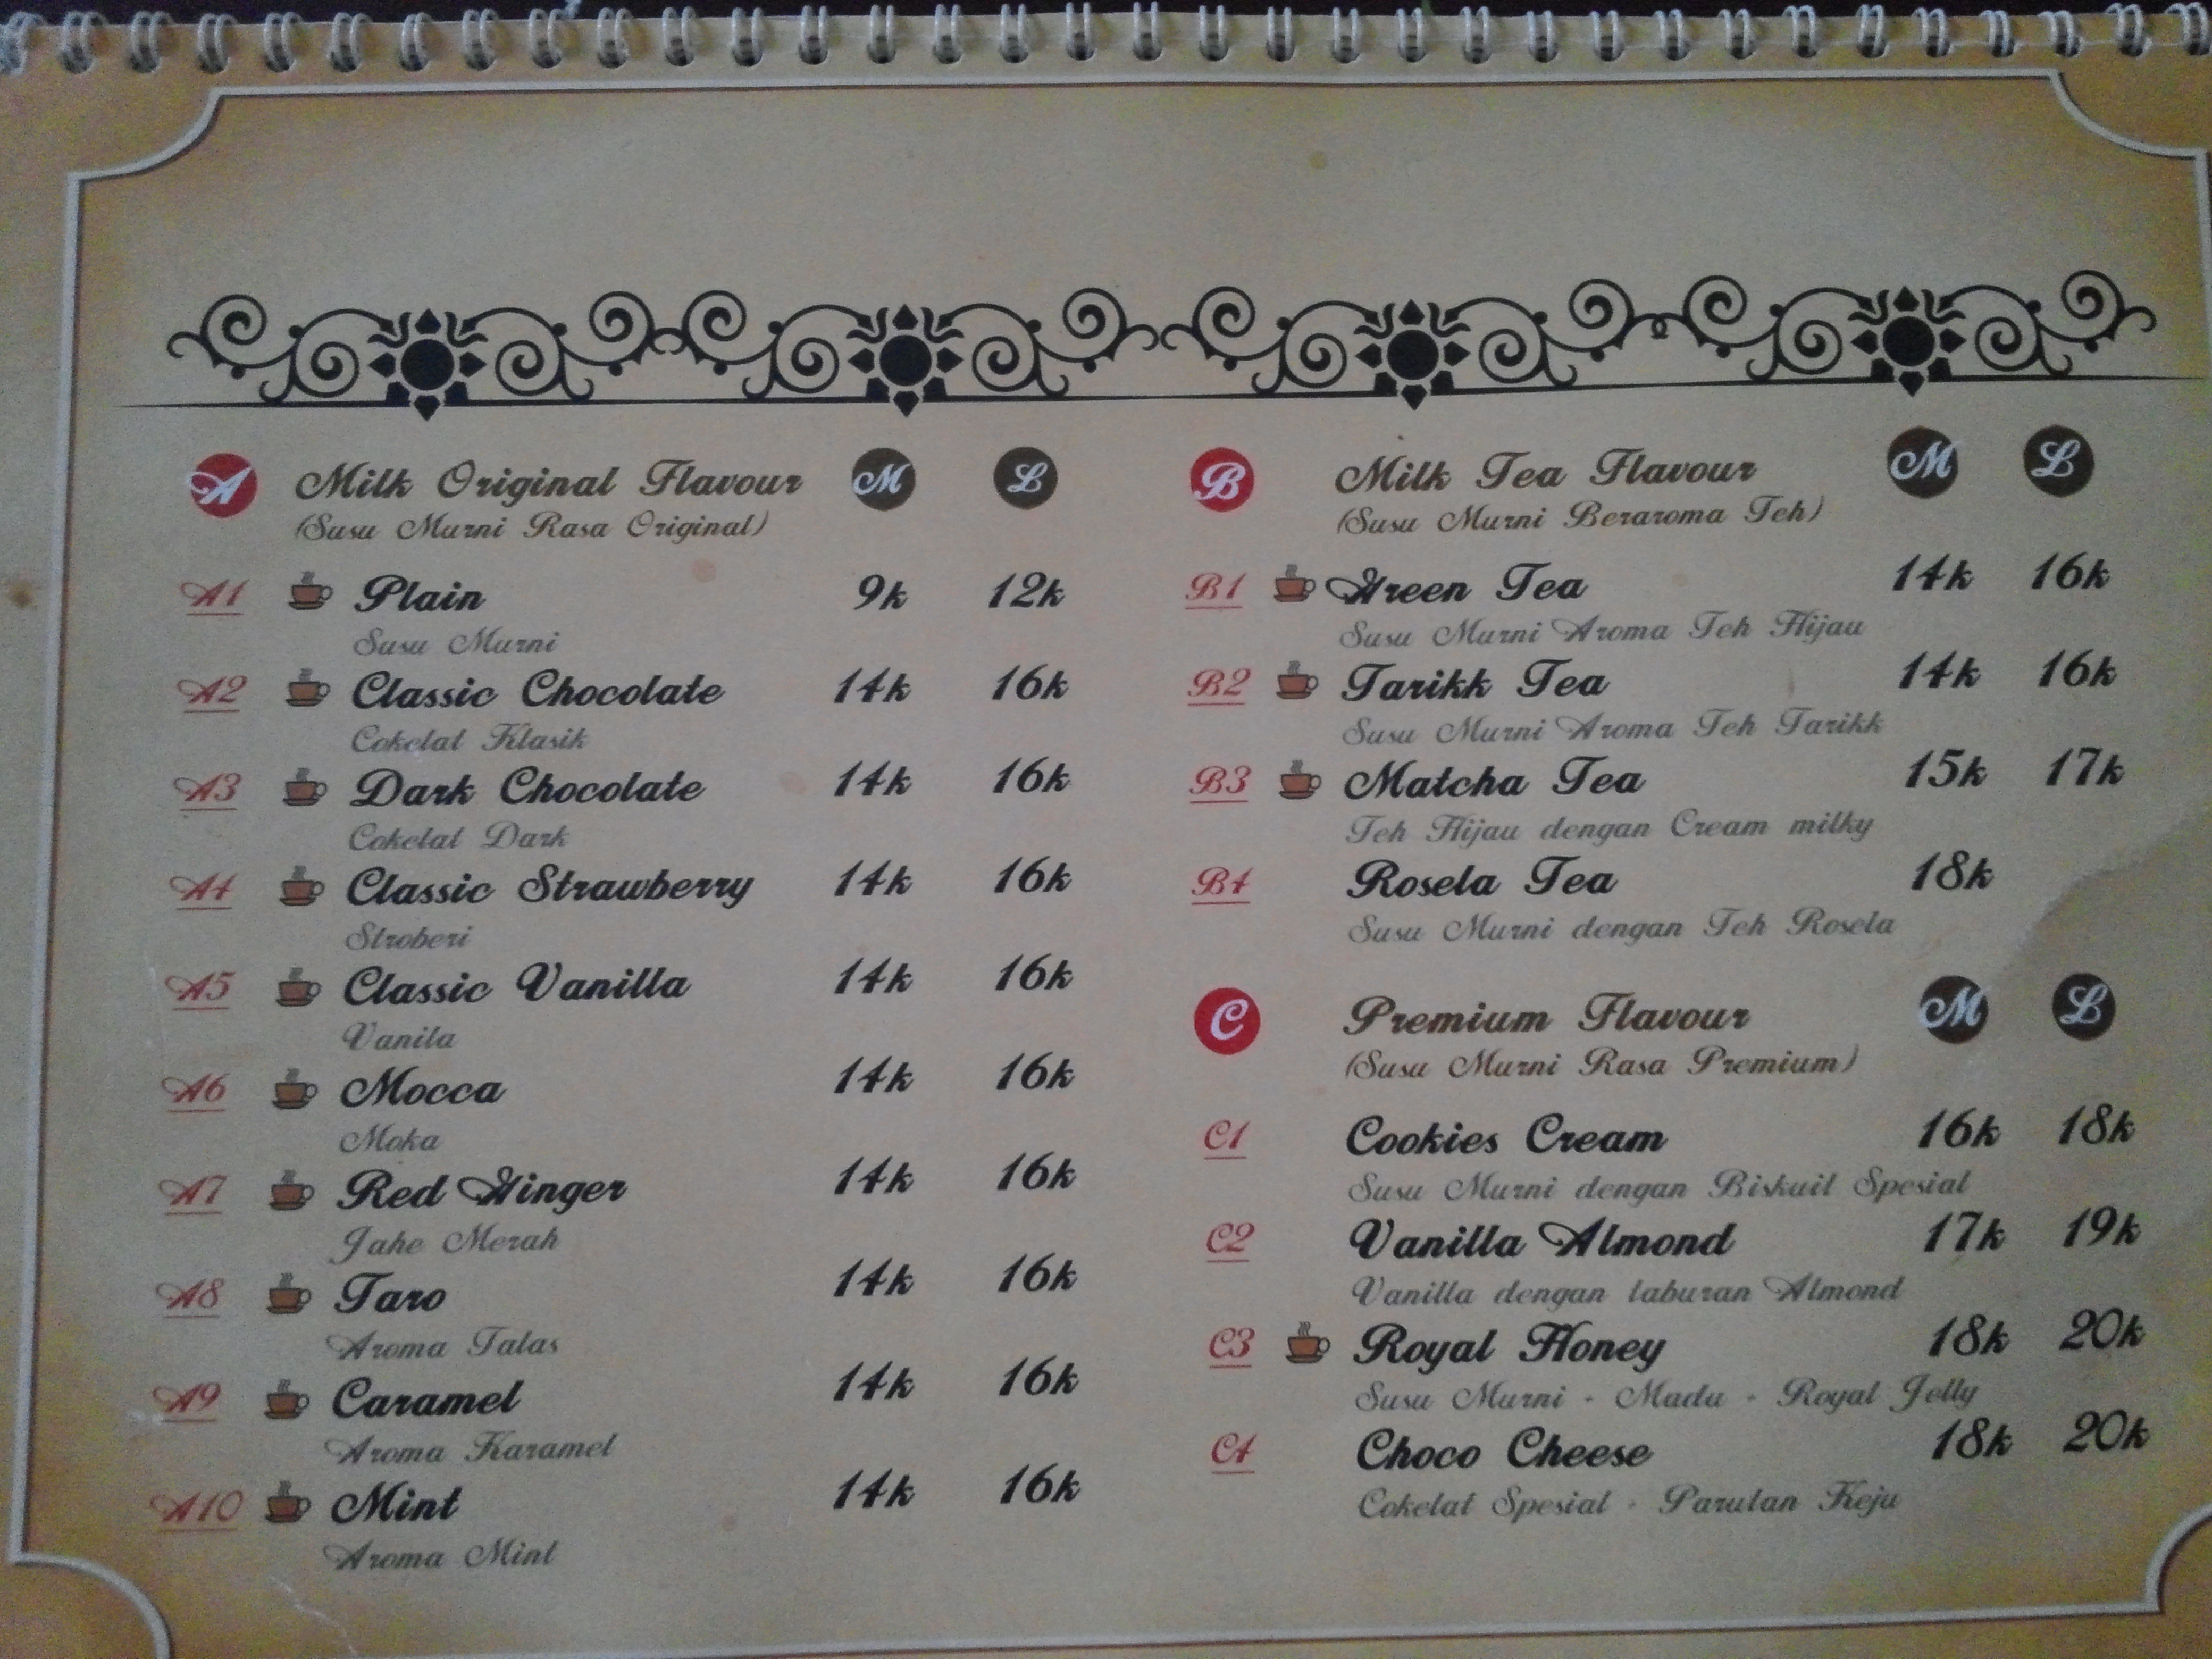 A Milk Original Flavour M L
(Susu Murni Rasa Original)
A1 Plain 9k 12k
Susu Murni
A2 Classic Chocolate 14k 16k
Cokelat Klasik
A3 Dark Chocolate 14k 16k
Cokelat Dark
A4 Classic Strawberry 14k 16k
Stroberi
A5 Classic Vanilla 14k 16k
Vanila
A6 Mocca 14k 16k
Moka
A7 Red Ginger 14k 16k
Jahe Merah
A8 Taro 14k 16k
Aroma Talas
A9 Caramel 14k 16k
Aroma Karamel
A10 Mint 14k 16k
Aroma Mint
B Milk Tea Flavour M L
(Susu Murni Beraroma Teh)
B1 Green Tea 14k 16k
Susu Murni Aroma Teh Hijau
B2 Tarikk Tea 14k 16k
Susu Murni Aroma Teh Tarikk
B3 Matcha Tea 15k 17k
Teh Hijau dengan Cream milky
B4 Rosela Tea 18k
Susu Murni dengan Teh Rosela
C Premium Flavour M L
(Susu Murni Rasa Premium)
C1 Cookies Cream 16k 18k
Susu Murni dengan Biskuit Spesial
C2 Vanilla Almond 17k 19k
Vanilla dengan taburan Almond
C3 Royal Honey 18k 20k
Susu Murni + Madu + Royal Jelly
C4 Choco Cheese 18k 20k
Cokelat Spesial + Parutan Keju